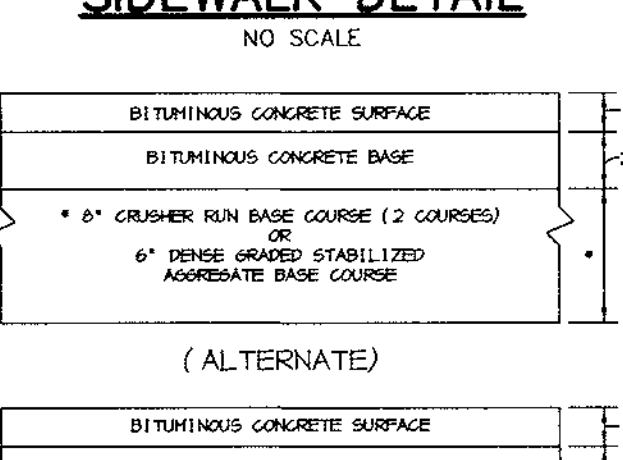 SIDEWALK DETAIL
NO SCALE
BITUMINOUS CONCRETE SURFACE
BITUMINOUS CONCRETE BASE
* 8" CRUSHER RUN BASE COURSE (2 COURSES)
OR
6" DENSE GRADED STABILIZED
AGGREGATE BASE COURSE
*
(ALTERNATE)
BITUMINOUS CONCRETE SURFACE